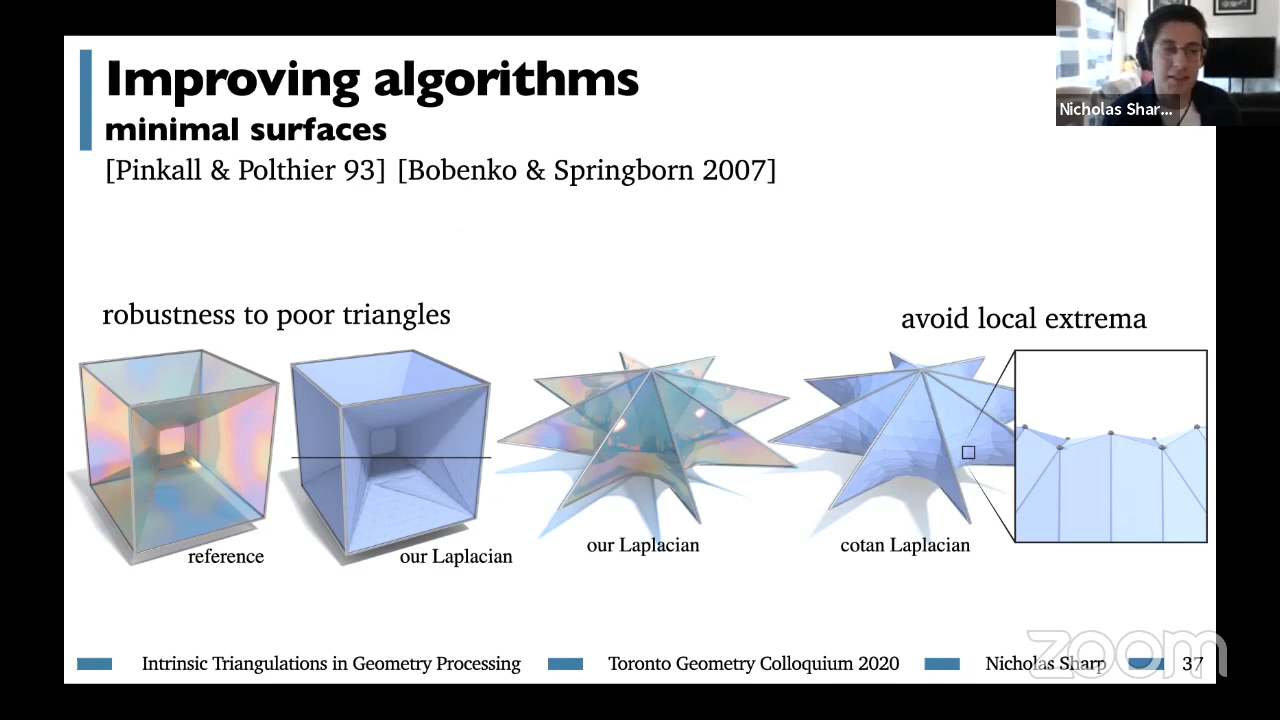 Improving algorithms
minimal surfaces
[Pinkall & Polthier 93] [Bobenko & Springborn 2007]
Nicholas Shar...
robustness to poor triangles
avoid local extrema
reference
our Laplacian
our Laplacian
cotan Laplacian
Intrinsic Triangulations in Geometry Processing
Toronto Geometry Colloquium 2020
Nicholas Sharp
37
zoom